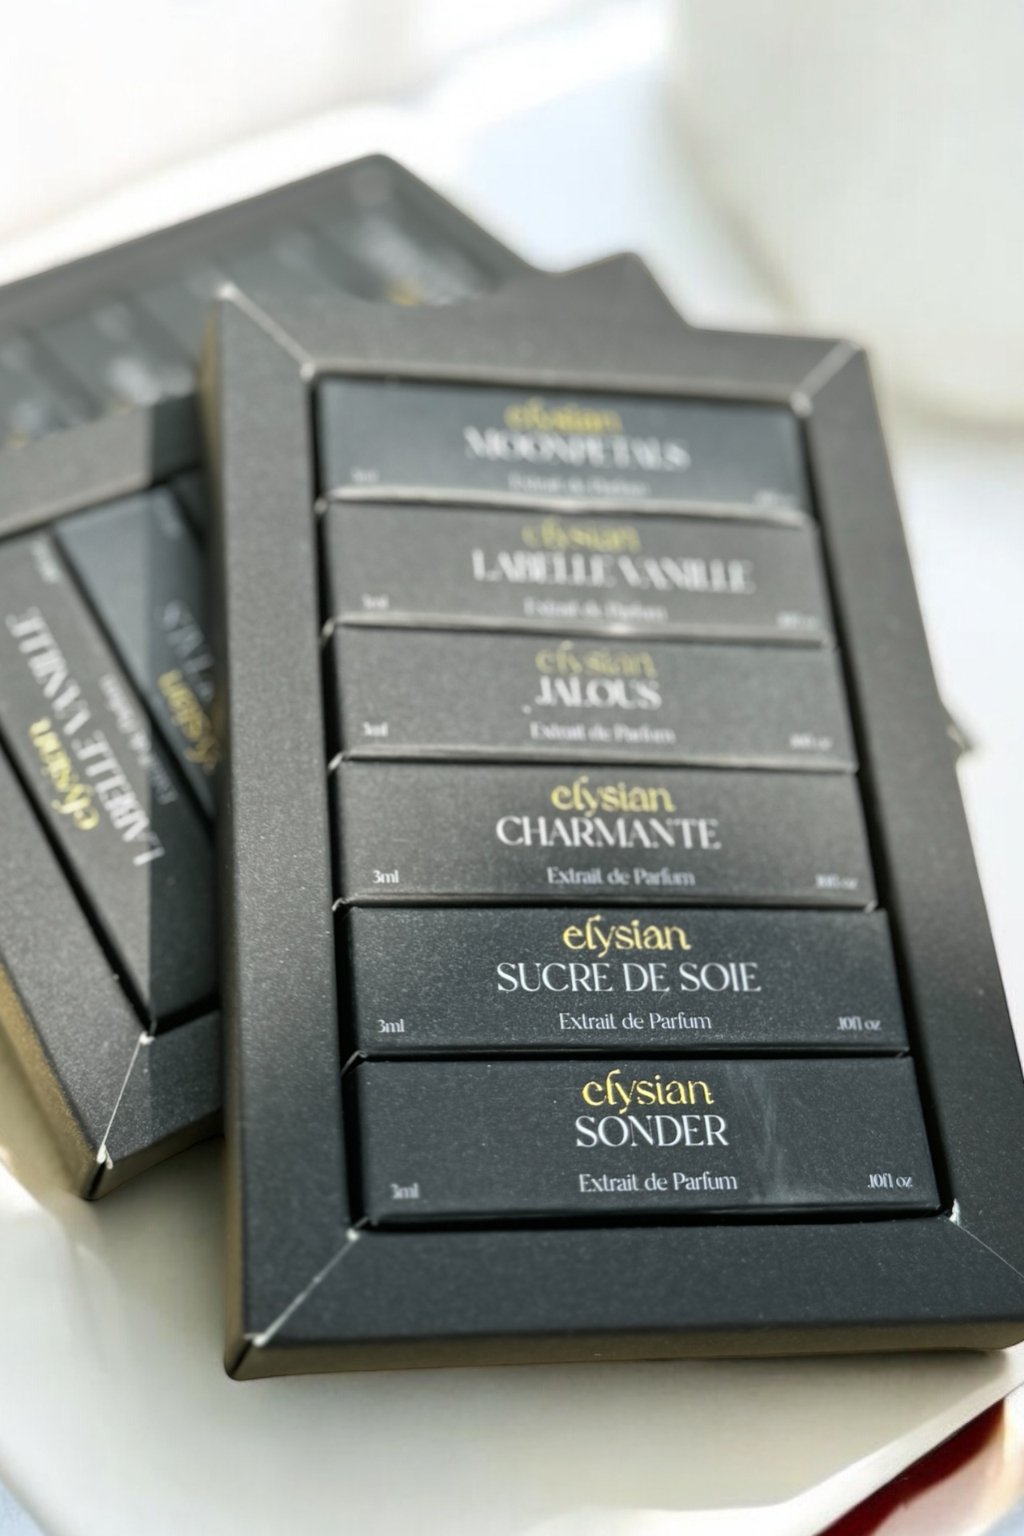 elysian
MOONPETALS
3ml
Extrait de Parfum
elysian
LABELLE VANILLE
3ml
Extrait de Parfum
elysian
JALOUS
3ml
Extrait de Parfum
elysian
CHARMANTE
3ml
Extrait de Parfum
.10fl oz
elysian
SUCRE DE SOIE
3ml
Extrait de Parfum
.10fl oz
elysian
SONDER
3ml
Extrait de Parfum
.10fl oz
elysian
LABELLE VANILLE
elysian